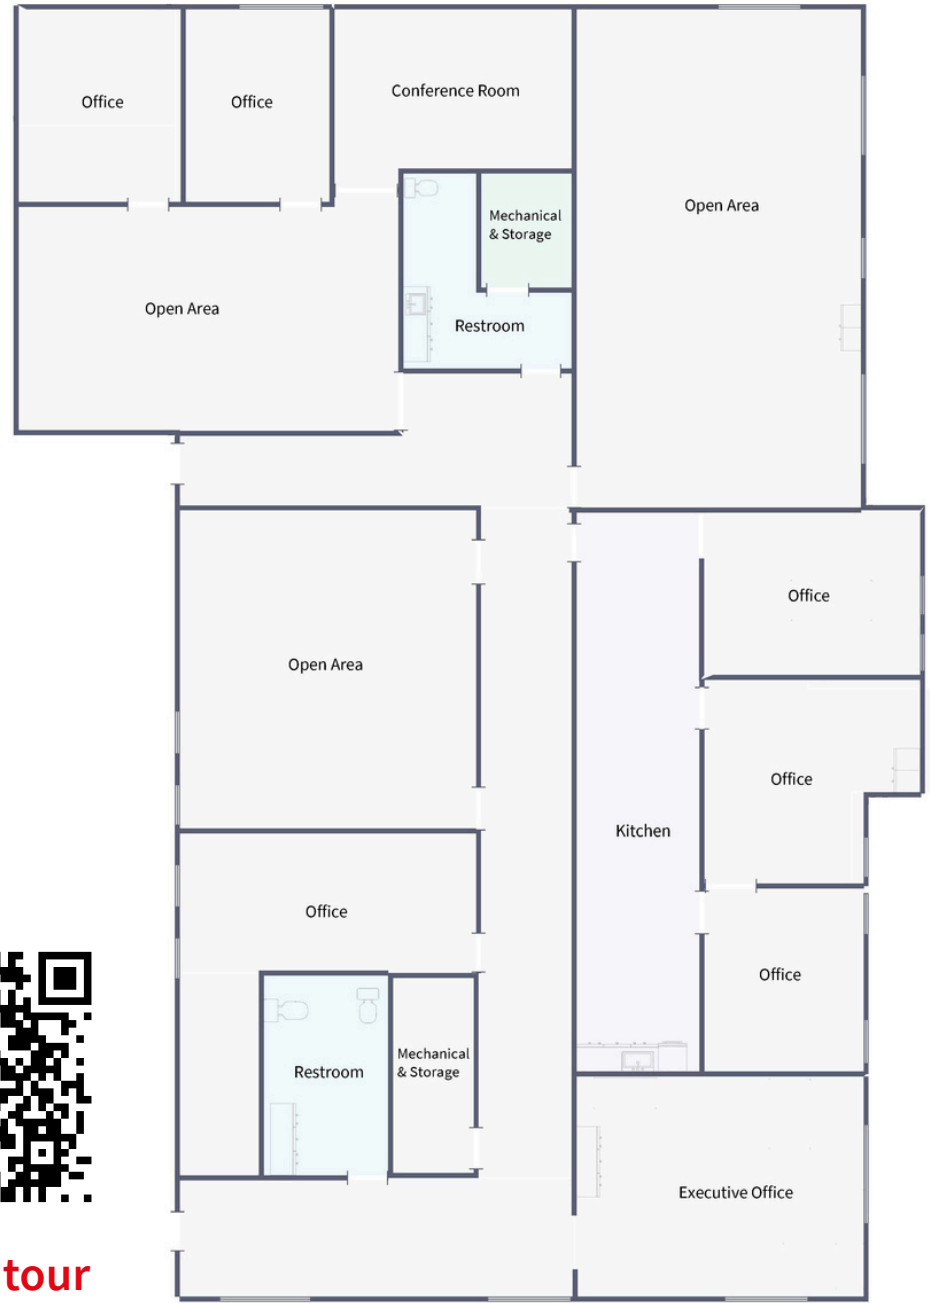 Office
Office
Conference Room
Open Area
Mechanical
& Storage
Open Area
Restroom
Office
Open Area
Office
Kitchen
Office
Office
Mechanical
& Storage
Restroom
Executive Office
tour